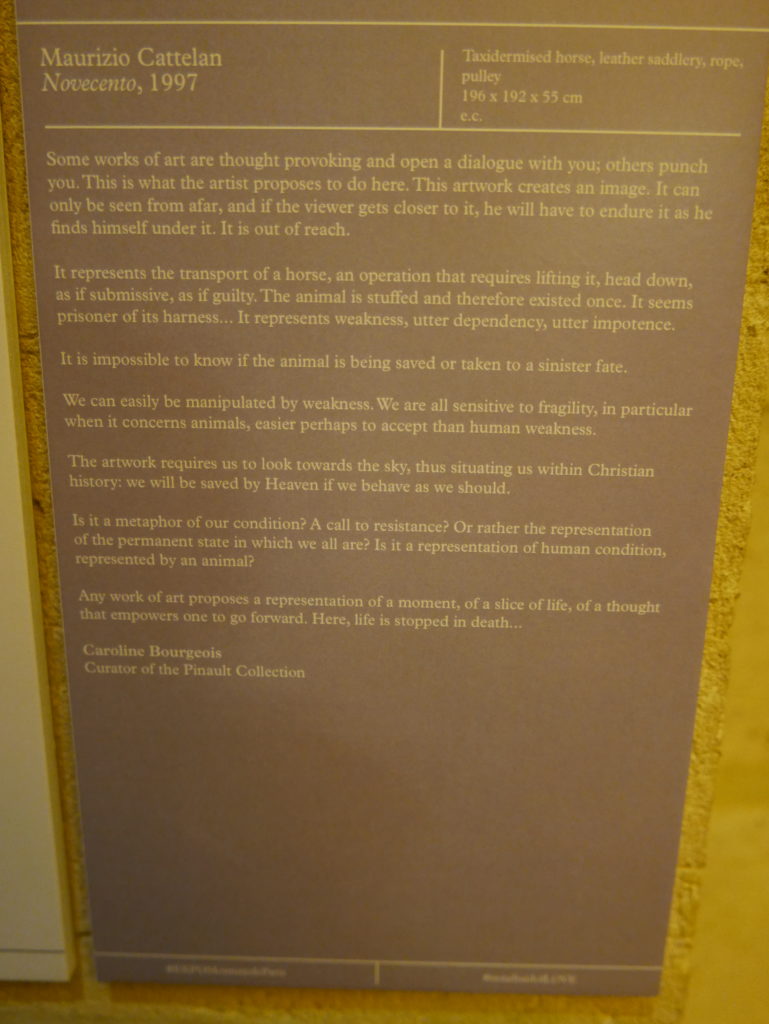 Maurizio Cattelan
Novecento, 1997
Taxidermised horse, leather saddlery, rope,
pulley
196 x 192 x 55 cm
e.c.
Some works of art are thought provoking and open a dialogue with you; others punch
you. This is what the artist proposes to do here. This artwork creates an image. It can
only be seen from afar, and if the viewer gets closer to it, he will have to endure it as he
finds himself under it. It is out of reach.
It represents the transport of a horse, an operation that requires lifting it, head down,
as if submissive, as if guilty. The animal is stuffed and therefore existed once. It seems
prisoner of its harness... It represents weakness, utter dependency, utter impotence.
It is impossible to know if the animal is being saved or taken to a sinister fate.
We can easily be manipulated by weakness. We are all sensitive to fragility, in particular
when it concerns animals, easier perhaps to accept than human weakness.
The artwork requires us to look towards the sky, thus situating us within Christian
history: we will be saved by Heaven if we behave as we should.
Is it a metaphor of our condition? A call to resistance? Or rather the representation
of the permanent state in which we all are? Is it a representation of human condition,
represented by an animal?
Any work of art proposes a representation of a moment, of a slice of life, of a thought
that empowers one to go forward. Here, life is stopped in death...
Caroline Bourgeois
Curator of the Pinault Collection